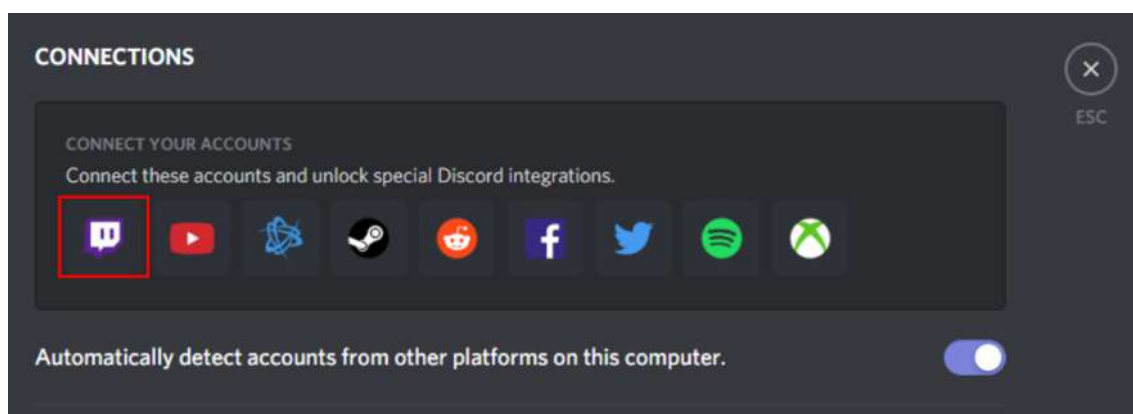 CONNECTIONS
CONNECT YOUR ACCOUNTS
Connect these accounts and unlock special Discord integrations.
ESC
Automatically detect accounts from other platforms on this computer.